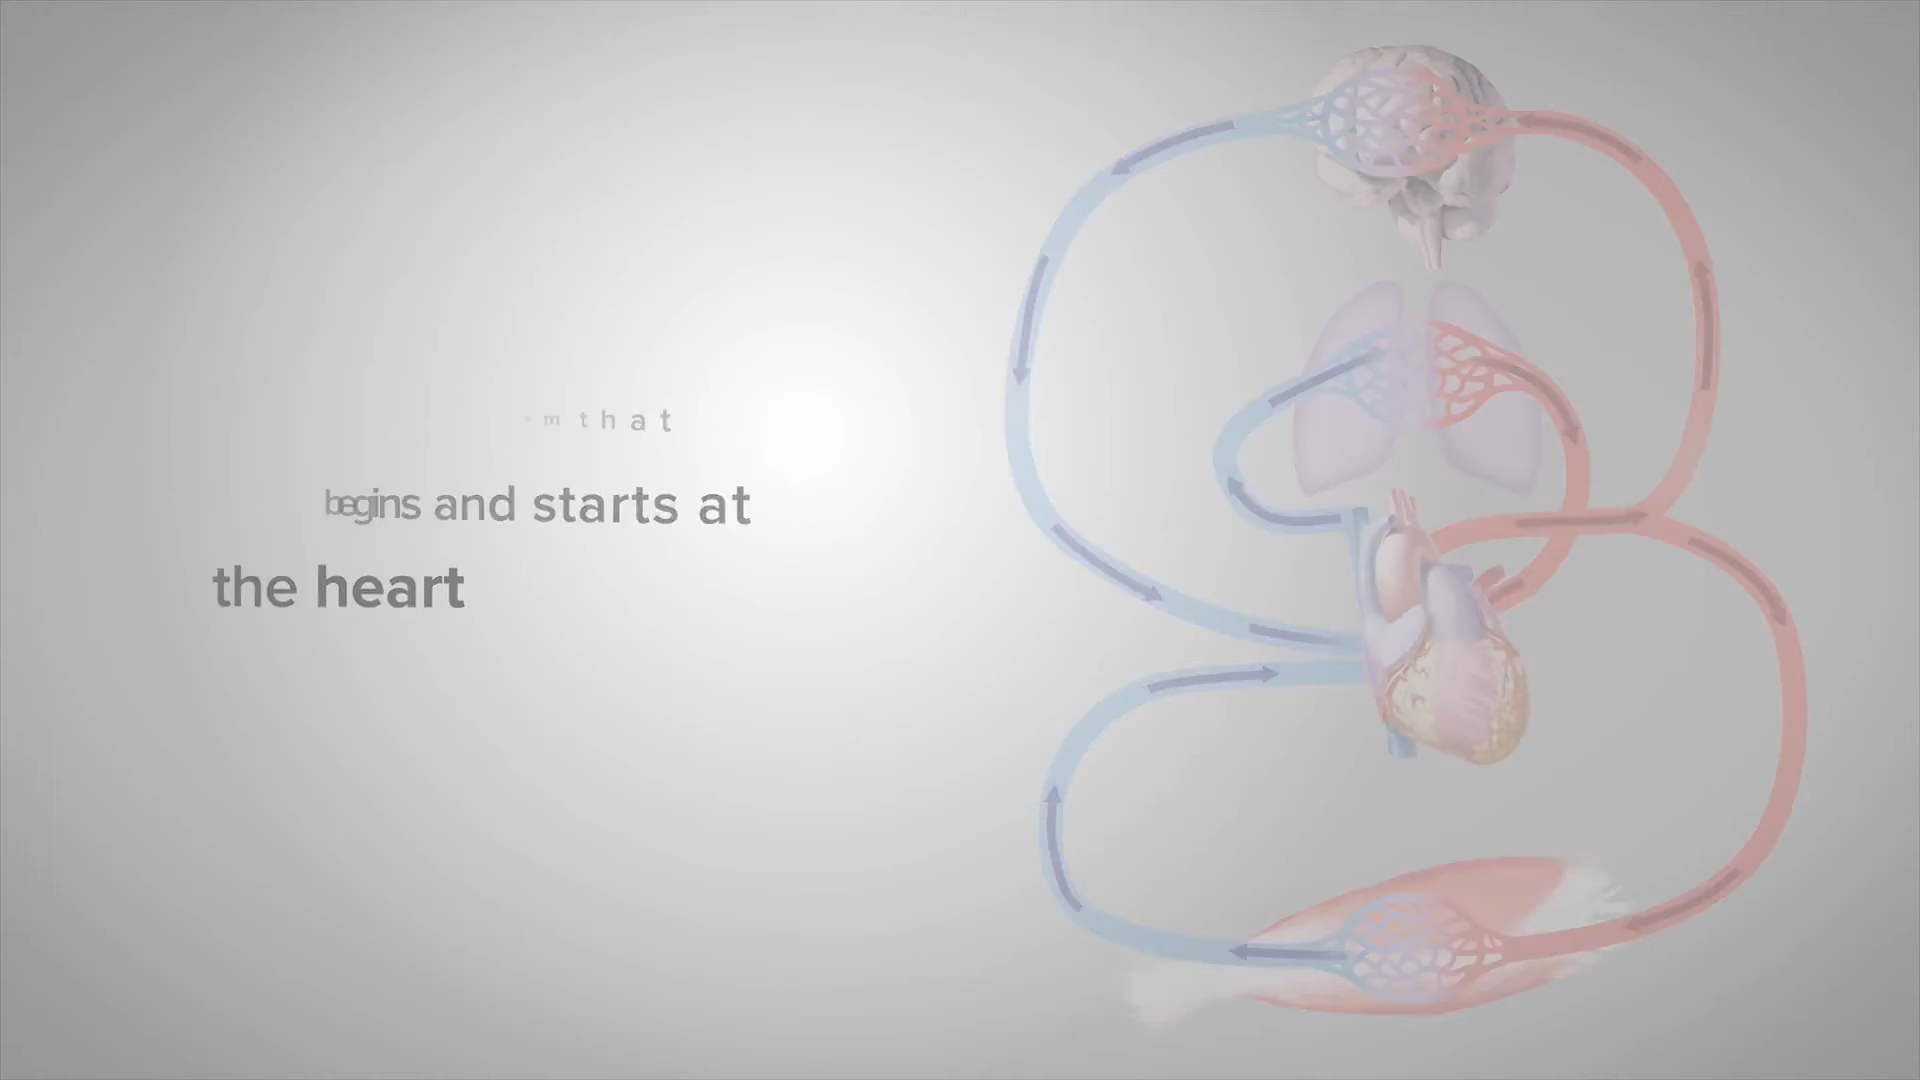 that
begins and starts at
the heart